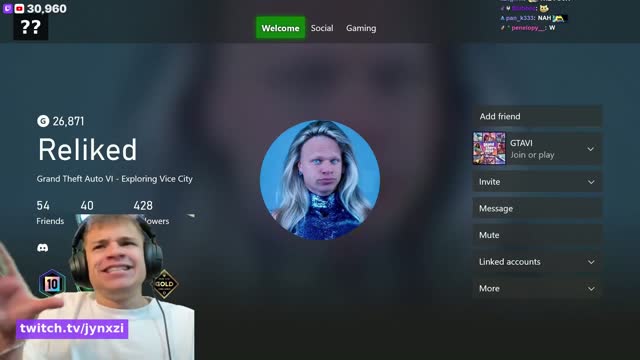 30,960
??
Welcome Social Gaming
pan_k333: NAH
penelopy__: W
G 26,871
Reliked
Grand Theft Auto VI - Exploring Vice City
54 40 428
Friends
Add friend
GTAVI
Join or play
Invite
Message
Mute
Linked accounts
More
10
GOLD
twitch.tv/jynxzi